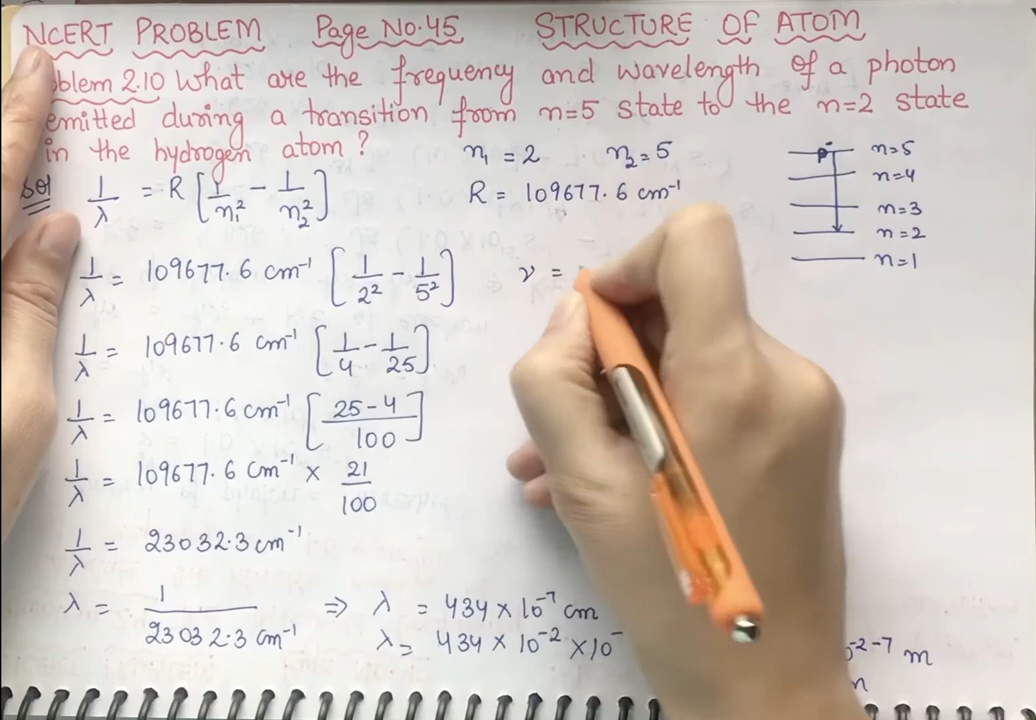 NCERT PROBLEM Page No.45 STRUCTURE OF ATOM
oblem 2.10 What are the frequency and wavelength of a photon
emitted during a transition from n=5 state to the n=2 state
in the hydrogen atom?
n₁ = 2 n₂ = 5
Sol 1/λ = R [1/n₁² - 1/n₂²]
R = 109677.6 cm⁻¹
n=5
n=4
n=3
n=2
n=1
1/λ = 109677.6 cm⁻¹ [1/2² - 1/5²]
ν =
1/λ = 109677.6 cm⁻¹ [1/4 - 1/25]
1/λ = 109677.6 cm⁻¹ [25-4/100]
1/λ = 109677.6 cm⁻¹ × 21/100
1/λ = 23032.3 cm⁻¹
λ = 1/23032.3 cm⁻¹ ⇒ λ = 434 × 10⁻⁷ cm
λ = 434 × 10⁻² × 10⁻
⁻²⁻⁷ m